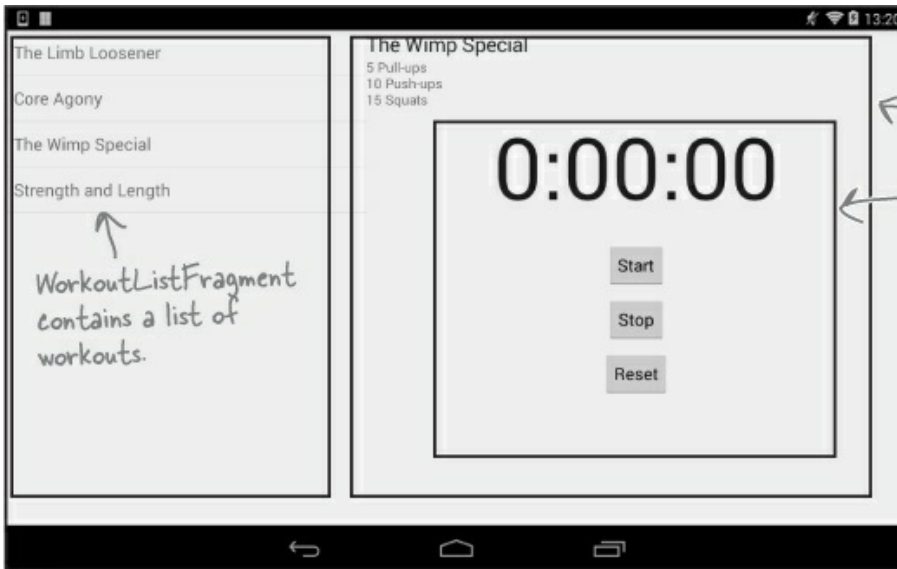 13:20
The Limb Loosener
Core Agony
The Wimp Special
Strength and Length
WorkoutListFragment
contains a list of
workouts.
The Wimp Special
5 Pull-ups
10 Push-ups
15 Squats
0:00:00
Start
Stop
Reset